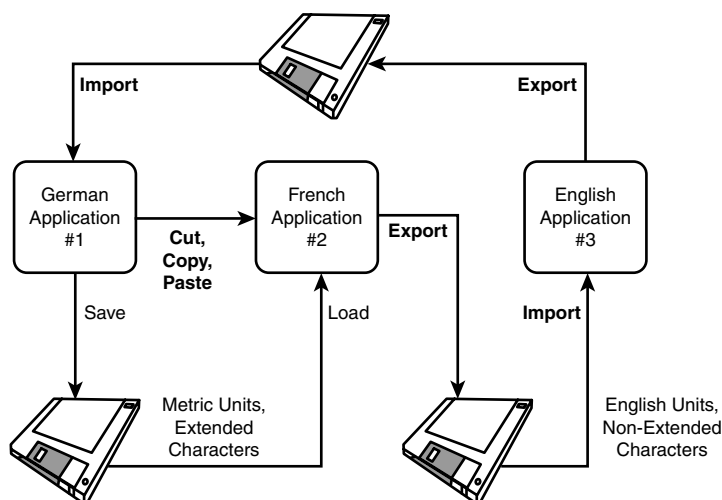 Import
Export
German
Application
#1
French
Application
#2
English
Application
#3
Cut,
Copy,
Paste
Export
Save
Load
Import
Metric Units,
Extended
Characters
English Units,
Non-Extended
Characters